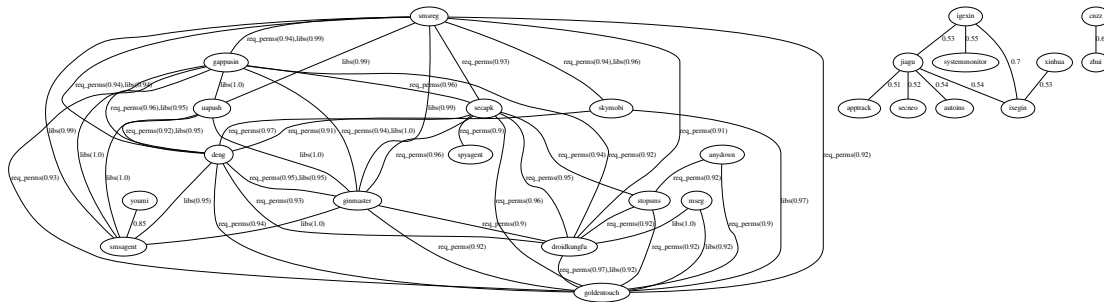 smsreg
igexin
cnzz
req_perms(0.94),libs(0.99)
0.53
0.55
0.6
gappusin
libs(0.99)
req_perms(0.93)
req_perms(0.94),libs(0.96)
jiagu
systemmonitor
0.7
xinhua
zhui
req_perms(0.94),libs(0.94)
libs(1.0)
req_perms(0.96)
0.51
0.52
0.54
0.54
0.53
req_perms(0.96),libs(0.95)
uapush
libs(0.99)
secapk
skymobi
apptrack
secneo
autoins
ixegin
libs(0.99)
req_perms(0.92),libs(0.95)
req_perms(0.97)
req_perms(0.91)
req_perms(0.94),libs(1.0)
req_perms(0.9)
req_perms(0.91)
deng
libs(1.0)
req_perms(0.96)
spyagent
req_perms(0.94)
req_perms(0.92)
anydown
req_perms(0.92)
req_perms(0.93)
libs(1.0)
libs(1.0)
req_perms(0.95),libs(0.95)
req_perms(0.95)
req_perms(0.92)
youmi
libs(0.95)
req_perms(0.93)
ginmaster
req_perms(0.96)
stopsms
mseg
libs(0.97)
0.85
req_perms(0.94)
libs(1.0)
req_perms(0.9)
req_perms(0.92)
libs(1.0)
req_perms(0.9)
smsagent
req_perms(0.92)
droidkungfu
req_perms(0.92)
libs(0.92)
req_perms(0.97),libs(0.92)
goldentouch